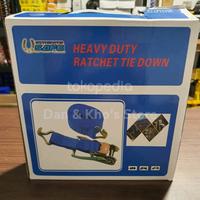 HEAVY DUTY
RATCHET TIE DOWN
tokopedia
Dan & Kho's Store